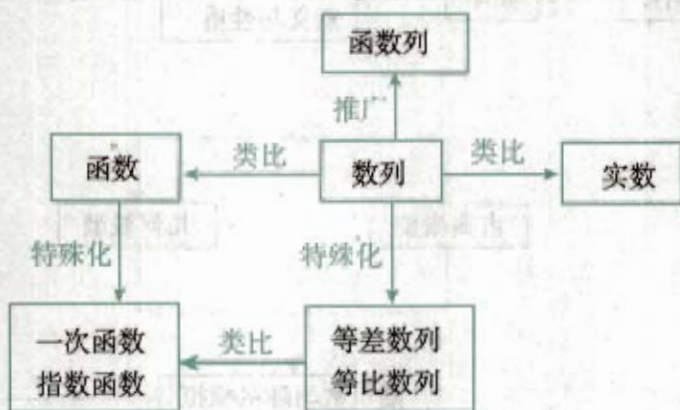 函数列
推广
函数
类比
数列
类比
实数
特殊化
特殊化
一次函数
指数函数
类比
等差数列
等比数列